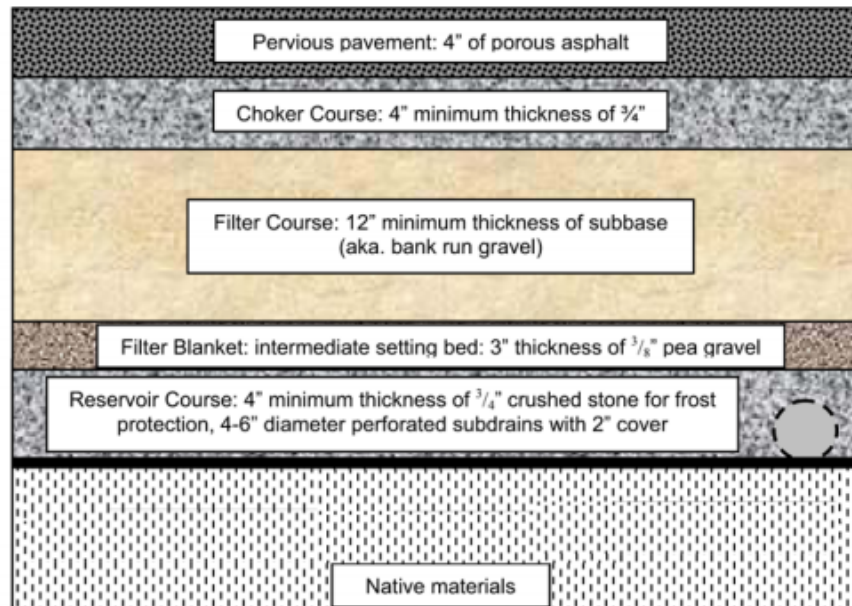 Pervious pavement: 4” of porous asphalt
Choker Course: 4” minimum thickness of ¾”
Filter Course: 12” minimum thickness of subbase
(aka. bank run gravel)
Filter Blanket: intermediate setting bed: 3” thickness of 3/8” pea gravel
Reservoir Course: 4” minimum thickness of 3/4” crushed stone for frost
protection, 4-6” diameter perforated subdrains with 2” cover
Native materials